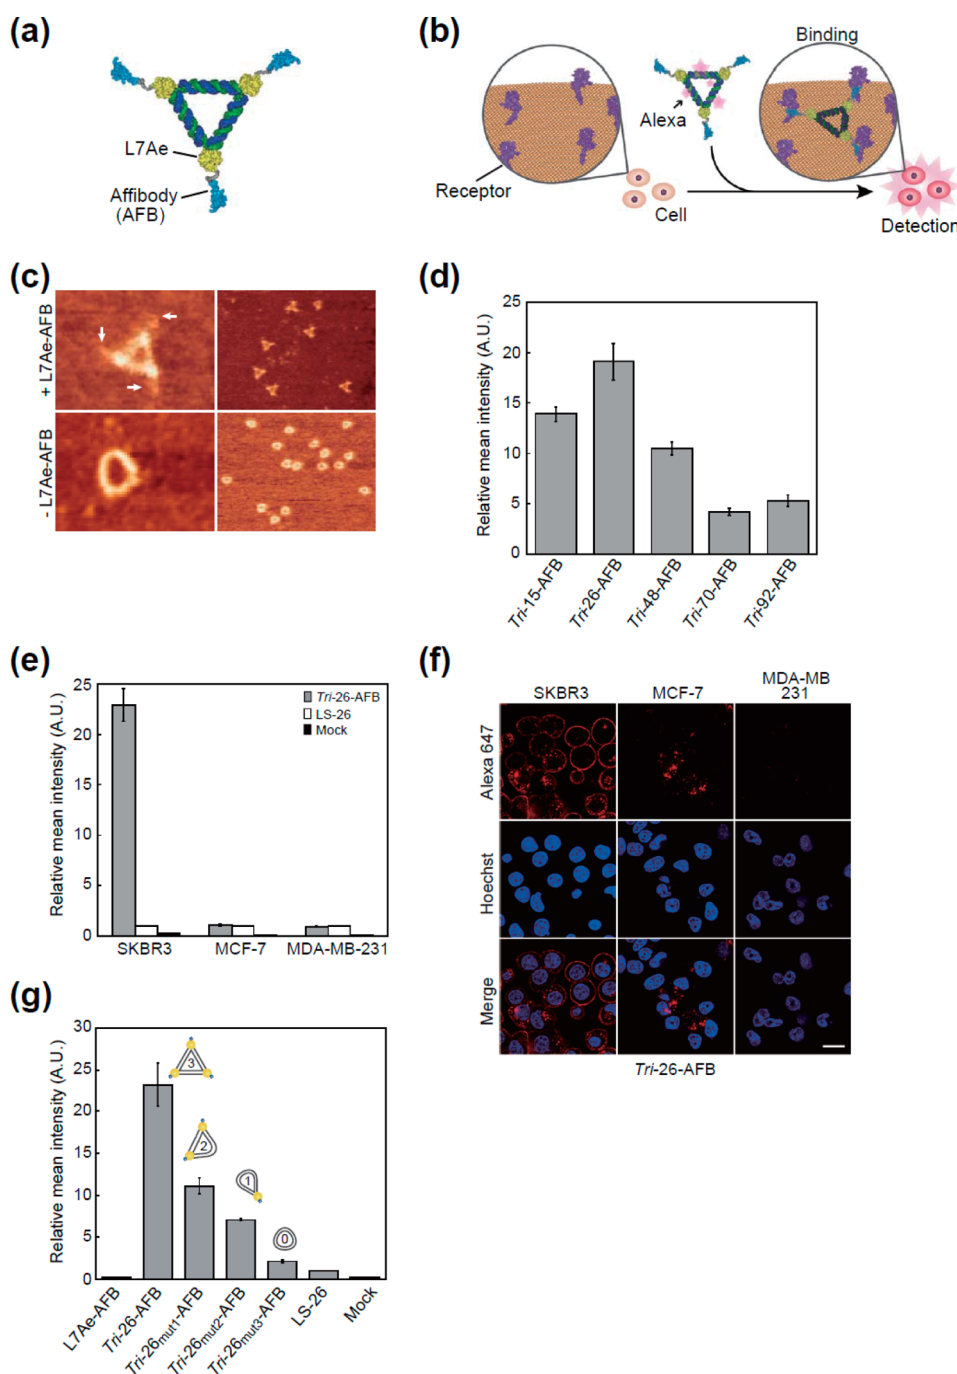 (a)
L7Ae
Affibody
(AFB)
(b)
Binding
Alexa
Receptor
Cell
Detection
(c)
+ L7Ae-AFB
- L7Ae-AFB
(d)
Relative mean intensity (A.U.)
25
20
15
10
5
0
Tri-15-AFB
Tri-26-AFB
Tri-48-AFB
Tri-70-AFB
Tri-92-AFB
(e)
Relative mean intensity (A.U.)
25
20
15
10
5
0
Tri-26-AFB
LS-26
Mock
SKBR3
MCF-7
MDA-MB-231
(f)
SKBR3
MCF-7
MDA-MB
231
Alexa 647
Hoechst
Merge
Tri-26-AFB
(g)
Relative mean intensity (A.U.)
30
25
20
15
10
5
0
3
2
1
0
L7Ae-AFB
Tri-26-AFB
Tri-26mut1-AFB
Tri-26mut2-AFB
Tri-26mut3-AFB
LS-26
Mock